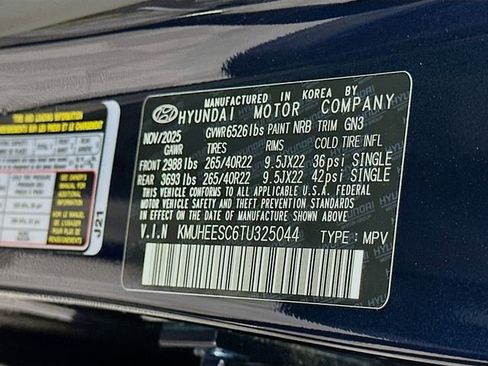 MANUFACTURED IN KOREA BY
HYUNDAI MOTOR COMPANY
NOV/2025 GVWR6526lbs PAINT NRB TRIM GN3
GAWR TIRES RIMS COLD TIRE INFL
FRONT 2988 lbs 265/40R22 9.5JX22 36psi SINGLE
REAR 3693 lbs 265/40R22 9.5JX22 42psi SINGLE
THIS VEHICLE CONFORMS TO ALL APPLICABLE U.S.A. FEDERAL
MOTOR VEHICLE SAFETY AND THEFT PREVENTION STANDARDS
IN EFFECT ON THE DATE OF MANUFACTURE SHOWN ABOVE.
V.I.N KMUHEESC6TU325044 TYPE: MPV
J21